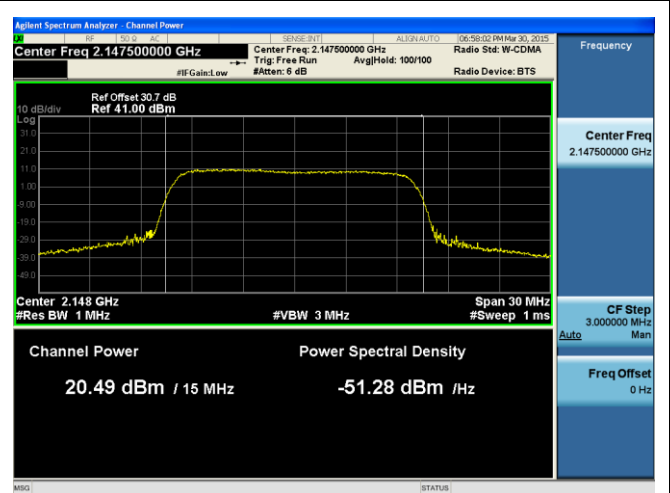 Agilent Spectrum Analyzer - Channel Power
RF 50 Ω AC SENSE:INT ALIGN AUTO 06:58:02 PM Mar 30, 2015
Center Freq 2.147500000 GHz
Center Freq: 2.147500000 GHz
Radio Std: W-CDMA
Trig: Free Run Avg|Hold: 100/100
#IFGain:Low #Atten: 6 dB Radio Device: BTS
Ref Offset 30.7 dB
10 dB/div Ref 41.00 dBm
Log
31.0
21.0
11.0
1.00
-9.00
-19.0
-29.0
-39.0
-49.0
Center 2.148 GHz Span 30 MHz
#Res BW 1 MHz #VBW 3 MHz #Sweep 1 ms
Channel Power Power Spectral Density
20.49 dBm / 15 MHz -51.28 dBm /Hz
Frequency
Center Freq
2.147500000 GHz
CF Step
3.000000 MHz
Auto Man
Freq Offset
0 Hz
MSG STATUS